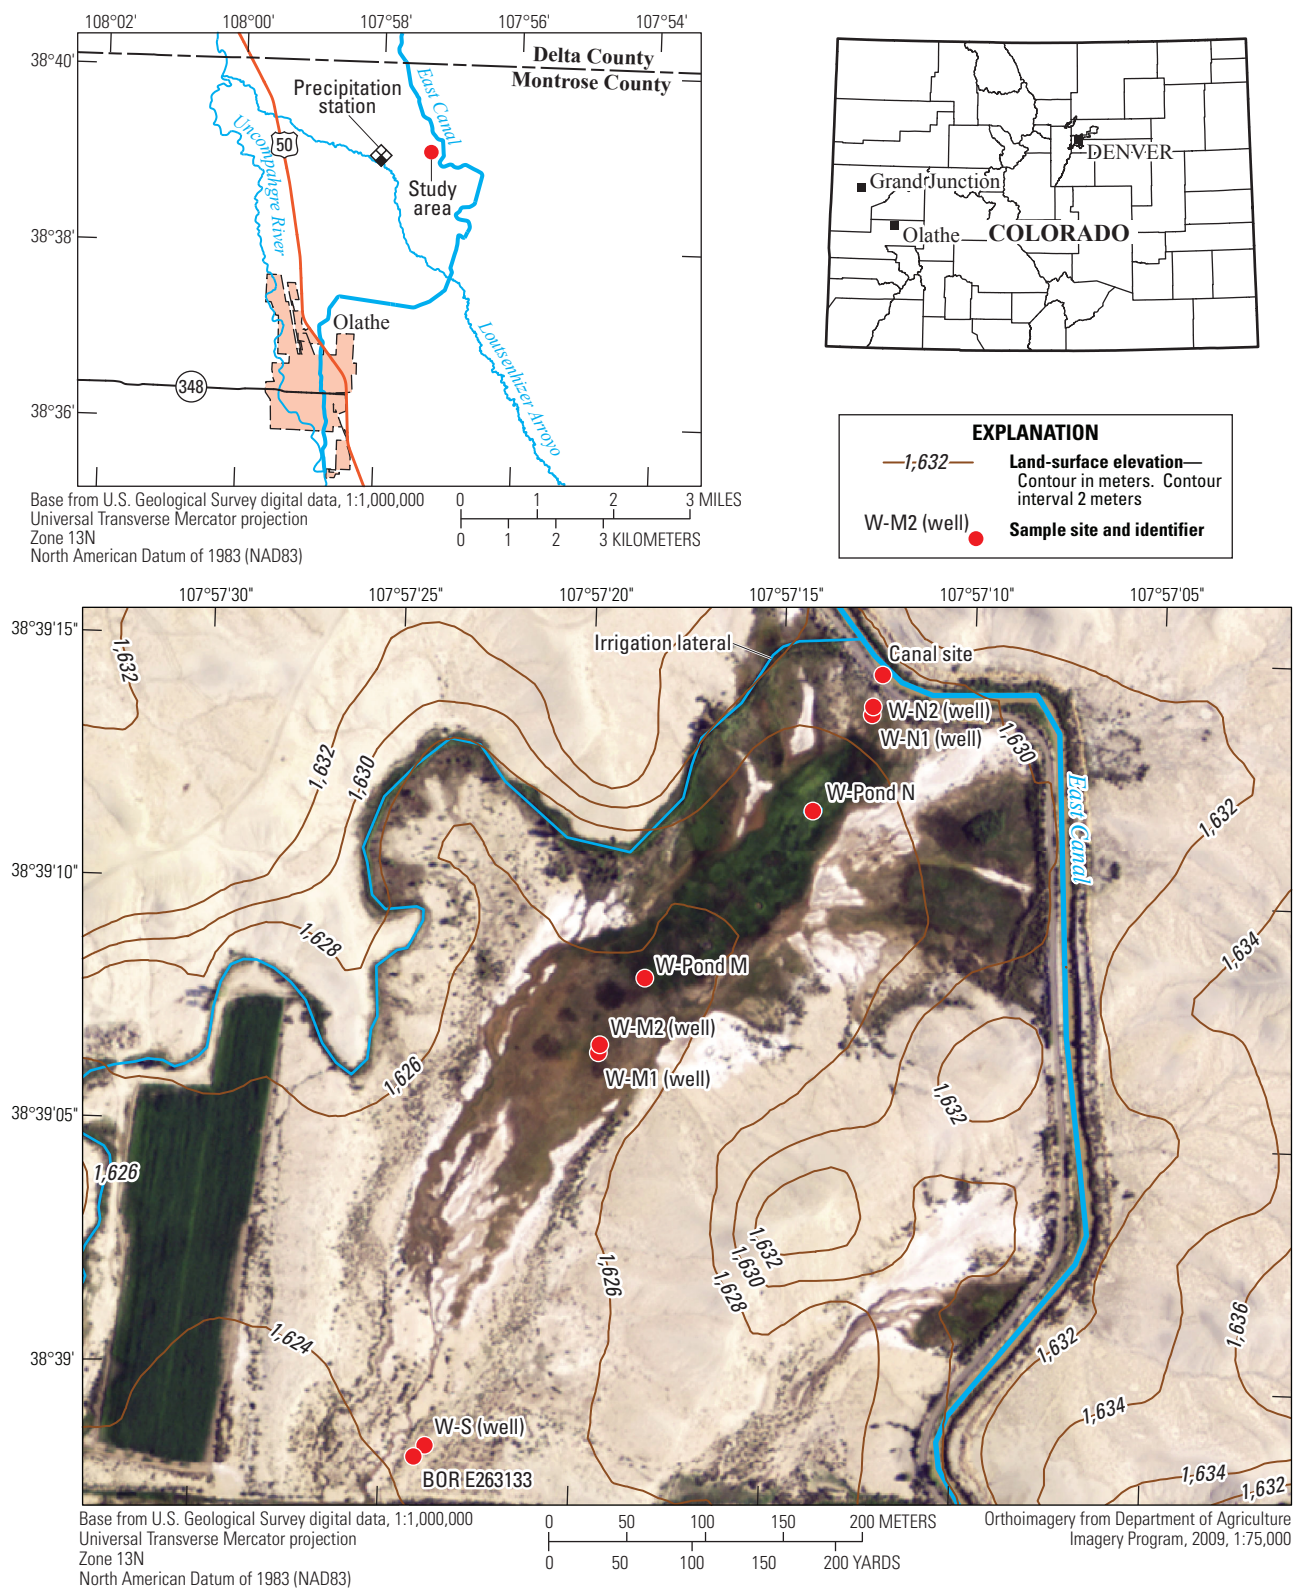 108°02'
108°00'
107°58'
107°56'
107°54'
38°40'
38°38'
38°36'
Delta County
Montrose County
Precipitation
station
East Canal
50
Uncompahgre River
Study
area
Olathe
348
Loutsenhizer Arroyo
Base from U.S. Geological Survey digital data, 1:1,000,000
Universal Transverse Mercator projection
Zone 13N
North American Datum of 1983 (NAD83)
0 1 2 3 MILES
0 1 2 3 KILOMETERS
DENVER
Grand Junction
Olathe
COLORADO
EXPLANATION
1,632
Land-surface elevation—
Contour in meters. Contour
interval 2 meters
W-M2 (well)
Sample site and identifier
107°57'30"
107°57'25"
107°57'20"
107°57'15"
107°57'10"
107°57'05"
38°39'15"
38°39'10"
38°39'05"
38°39'
1,632
Irrigation lateral
Canal site
W-N2 (well)
W-N1 (well)
1,630
1,632
1,630
East Canal
W-Pond N
1,632
1,628
1,634
W-Pond M
W-M2 (well)
W-M1 (well)
1,626
1,632
1,626
1,632
1,630
1,628
1,626
1,624
1,636
1,632
1,634
W-S (well)
BOR E263133
1,634
1,632
Base from U.S. Geological Survey digital data, 1:1,000,000
Universal Transverse Mercator projection
Zone 13N
North American Datum of 1983 (NAD83)
0 50 100 150 200 METERS
0 50 100 150 200 YARDS
Orthoimagery from Department of Agriculture
Imagery Program, 2009, 1:75,000